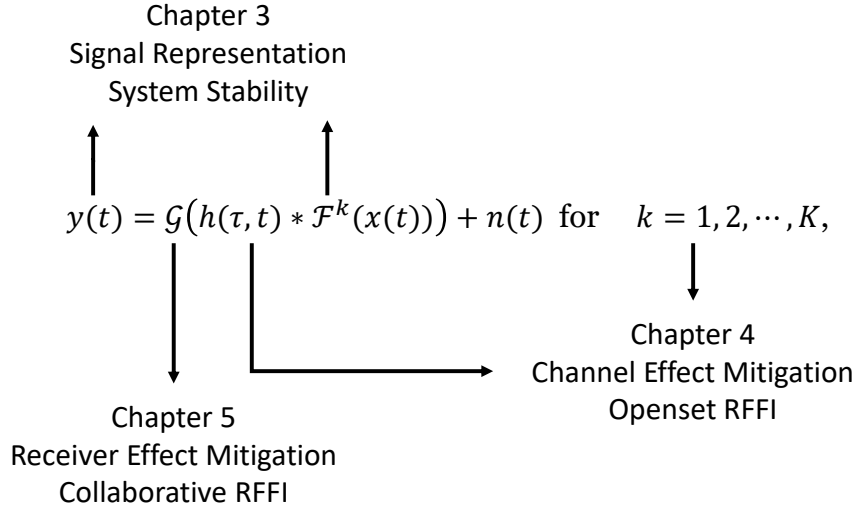 Chapter 3
Signal Representation
System Stability
y(t) = 𝒢(h(τ, t) ∗ ℱᵏ(x(t))) + n(t) for k = 1, 2, ⋯, K,
Chapter 4
Channel Effect Mitigation
Openset RFFI
Chapter 5
Receiver Effect Mitigation
Collaborative RFFI